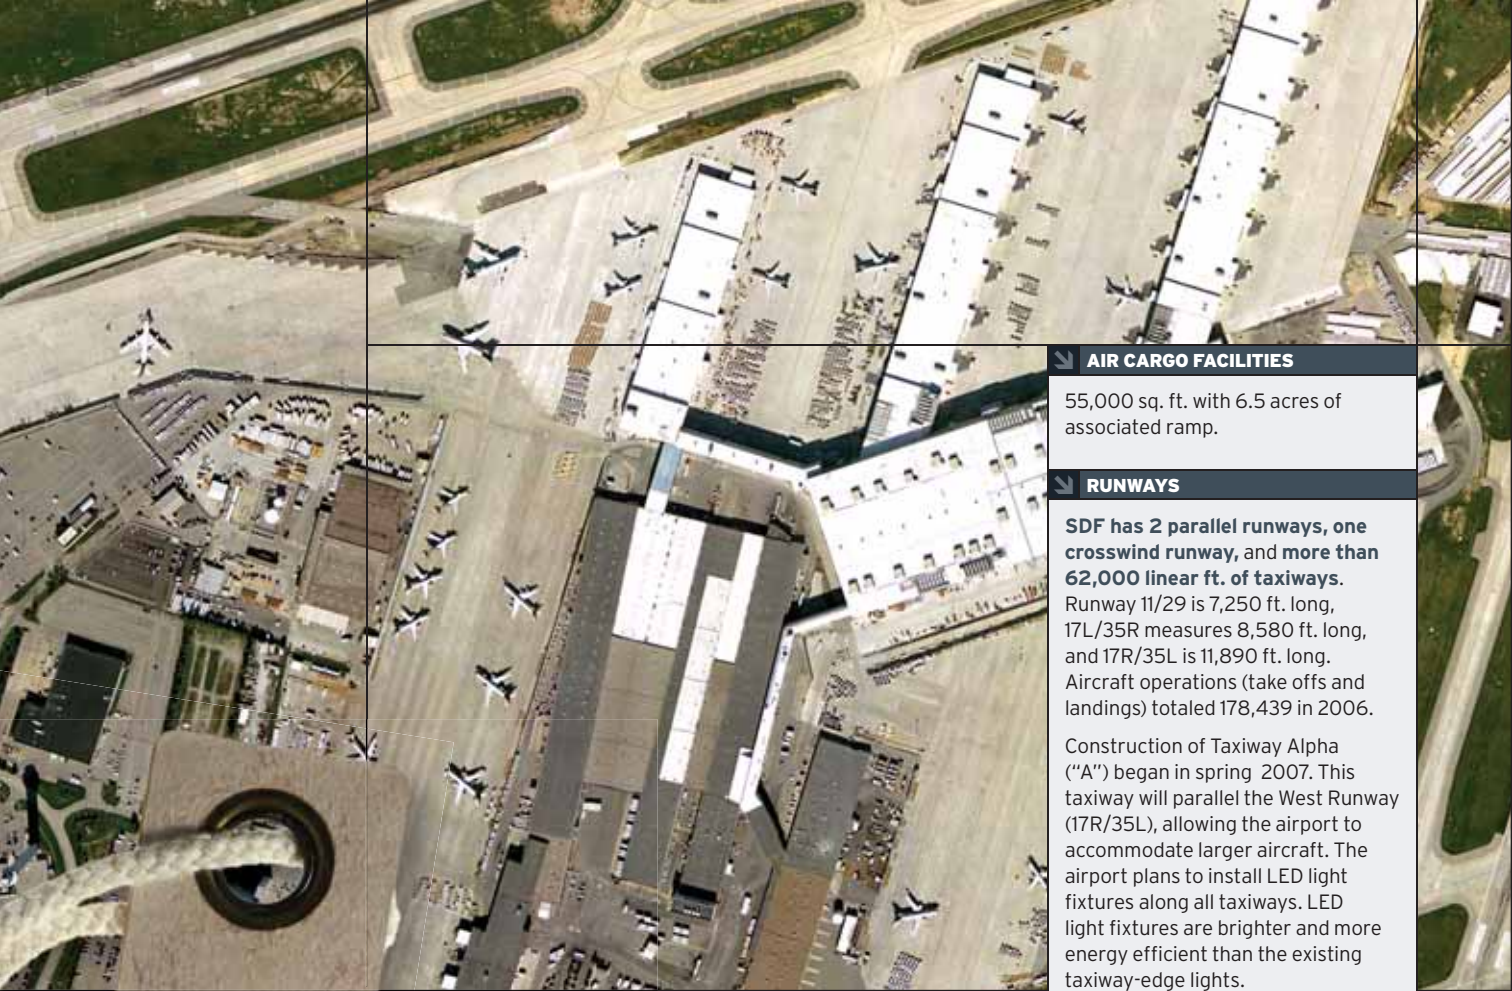 AIR CARGO FACILITIES
55,000 sq. ft. with 6.5 acres of
associated ramp.
RUNWAYS
SDF has 2 parallel runways, one
crosswind runway, and more than
62,000 linear ft. of taxiways.
Runway 11/29 is 7,250 ft. long,
17L/35R measures 8,580 ft. long,
and 17R/35L is 11,890 ft. long.
Aircraft operations (take offs and
landings) totaled 178,439 in 2006.
Construction of Taxiway Alpha
(“A”) began in spring  2007. This
taxiway will parallel the West Runway
(17R/35L), allowing the airport to
accommodate larger aircraft. The
airport plans to install LED light
fixtures along all taxiways. LED
light fixtures are brighter and more
energy efficient than the existing
taxiway-edge lights.